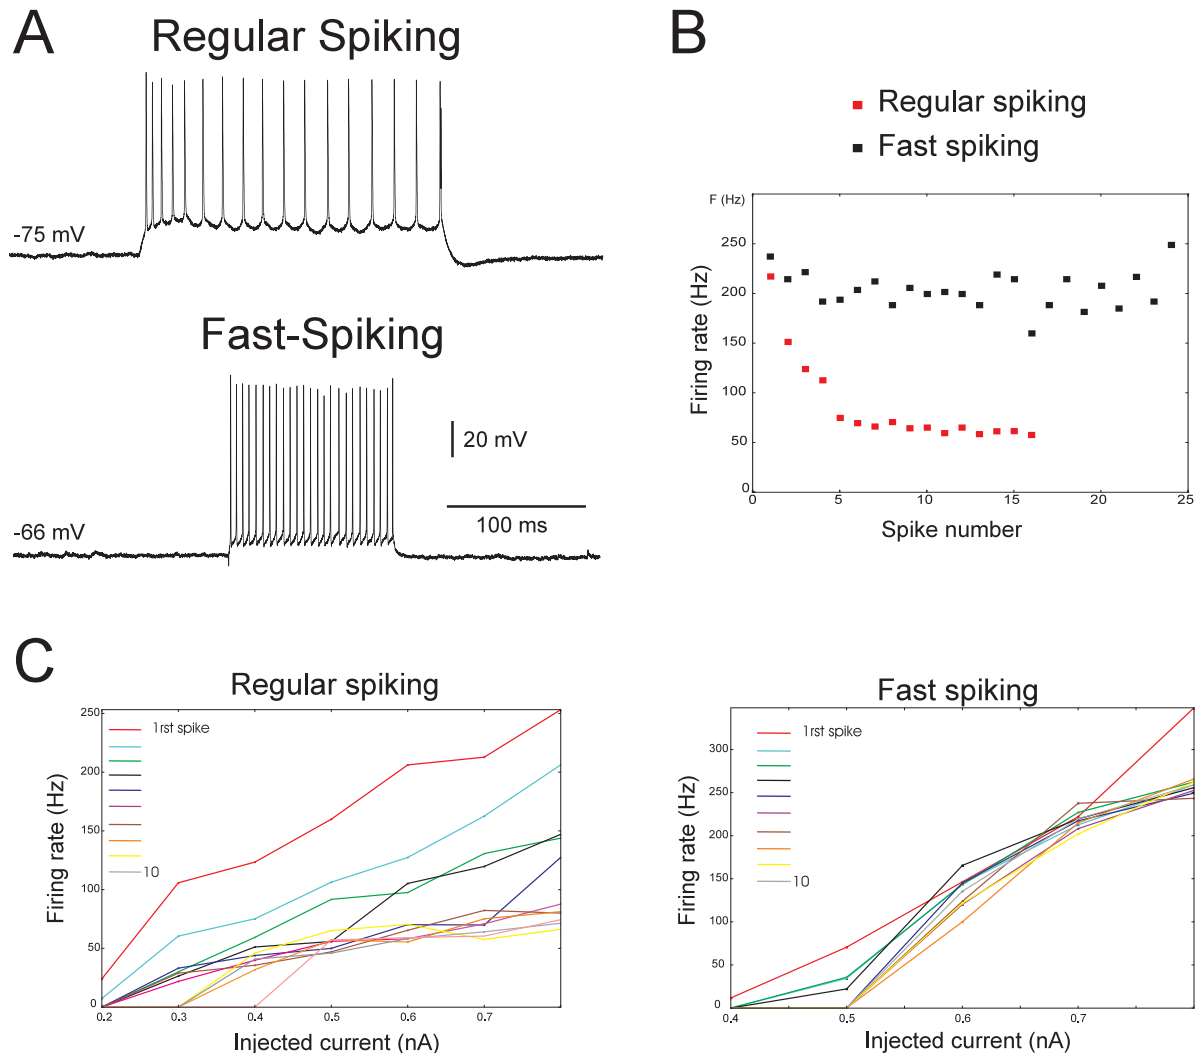 A
Regular Spiking
-75 mV
Fast-Spiking
20 mV
-66 mV
100 ms
B
Regular spiking
Fast spiking
F (Hz)
250
200
150
100
50
0
0
5
10
15
20
25
Firing rate (Hz)
Spike number
C
Regular spiking
250
200
150
100
50
0
1rst spike
10
0.2
0.3
0.4
0.5
0.6
0.7
Firing rate (Hz)
Injected current (nA)
Fast spiking
300
250
200
150
100
50
0
1rst spike
10
0.4
0.5
0.6
0.7
Firing rate (Hz)
Injected current (nA)